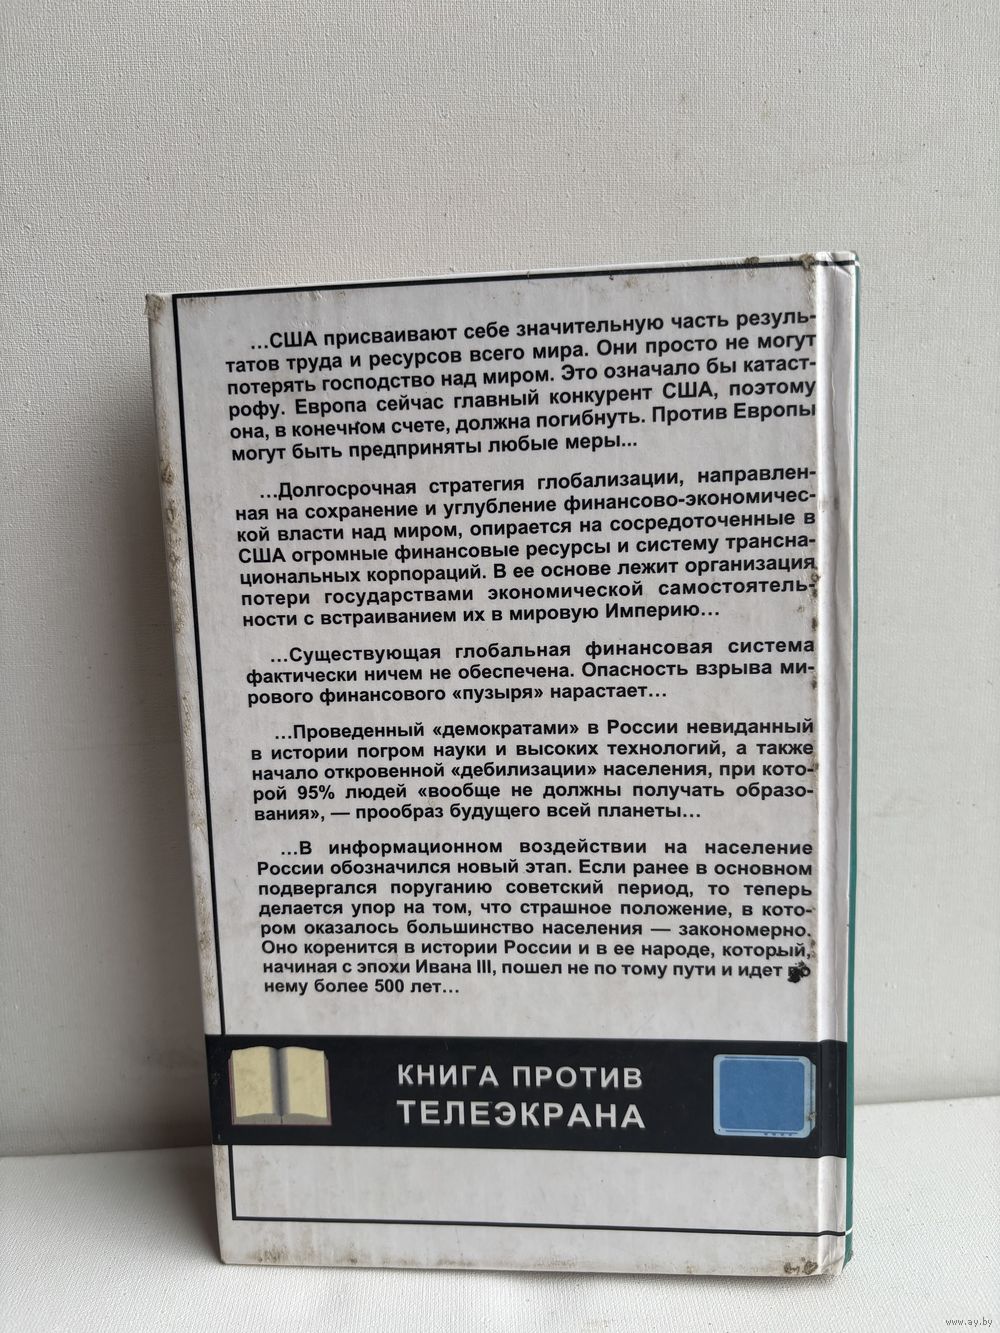 …США присваивают себе значительную часть резуль-
татов труда и ресурсов всего мира. Они просто не могут
потерять господство над миром. Это означало бы катаст-
рофу. Европа сейчас главный конкурент США, поэтому
она, в конечном счете, должна погибнуть. Против Европы
могут быть предприняты любые меры...
…Долгосрочная стратегия глобализации, направлен-
ная на сохранение и углубление финансово-экономичес-
кой власти над миром, опирается на сосредоточенные в
США огромные финансовые ресурсы и систему трансна-
циональных корпораций. В ее основе лежит организация
потери государствами экономической самостоятель-
ности с встраиванием их в мировую Империю…
…Существующая глобальная финансовая система
фактически ничем не обеспечена. Опасность взрыва ми-
рового финансового «пузыря» нарастает…
…Проведенный «демократами» в России невиданный
в истории погром науки и высоких технологий, а также
начало откровенной «дебилизации» населения, при кото-
рой 95% людей «вообще не должны получать образо-
вания», — прообраз будущего всей планеты…
…В информационном воздействии на население
России обозначился новый этап. Если ранее в основном
подвергался поруганию советский период, то теперь
делается упор на том, что страшное положение, в кото-
ром оказалось большинство населения — закономерно.
Оно коренится в истории России и в ее народе, который,
начиная с эпохи Ивана III, пошел не по тому пути и идет по
нему более 500 лет…
КНИГА ПРОТИВ
ТЕЛЕЭКРАНА
www.ay.by